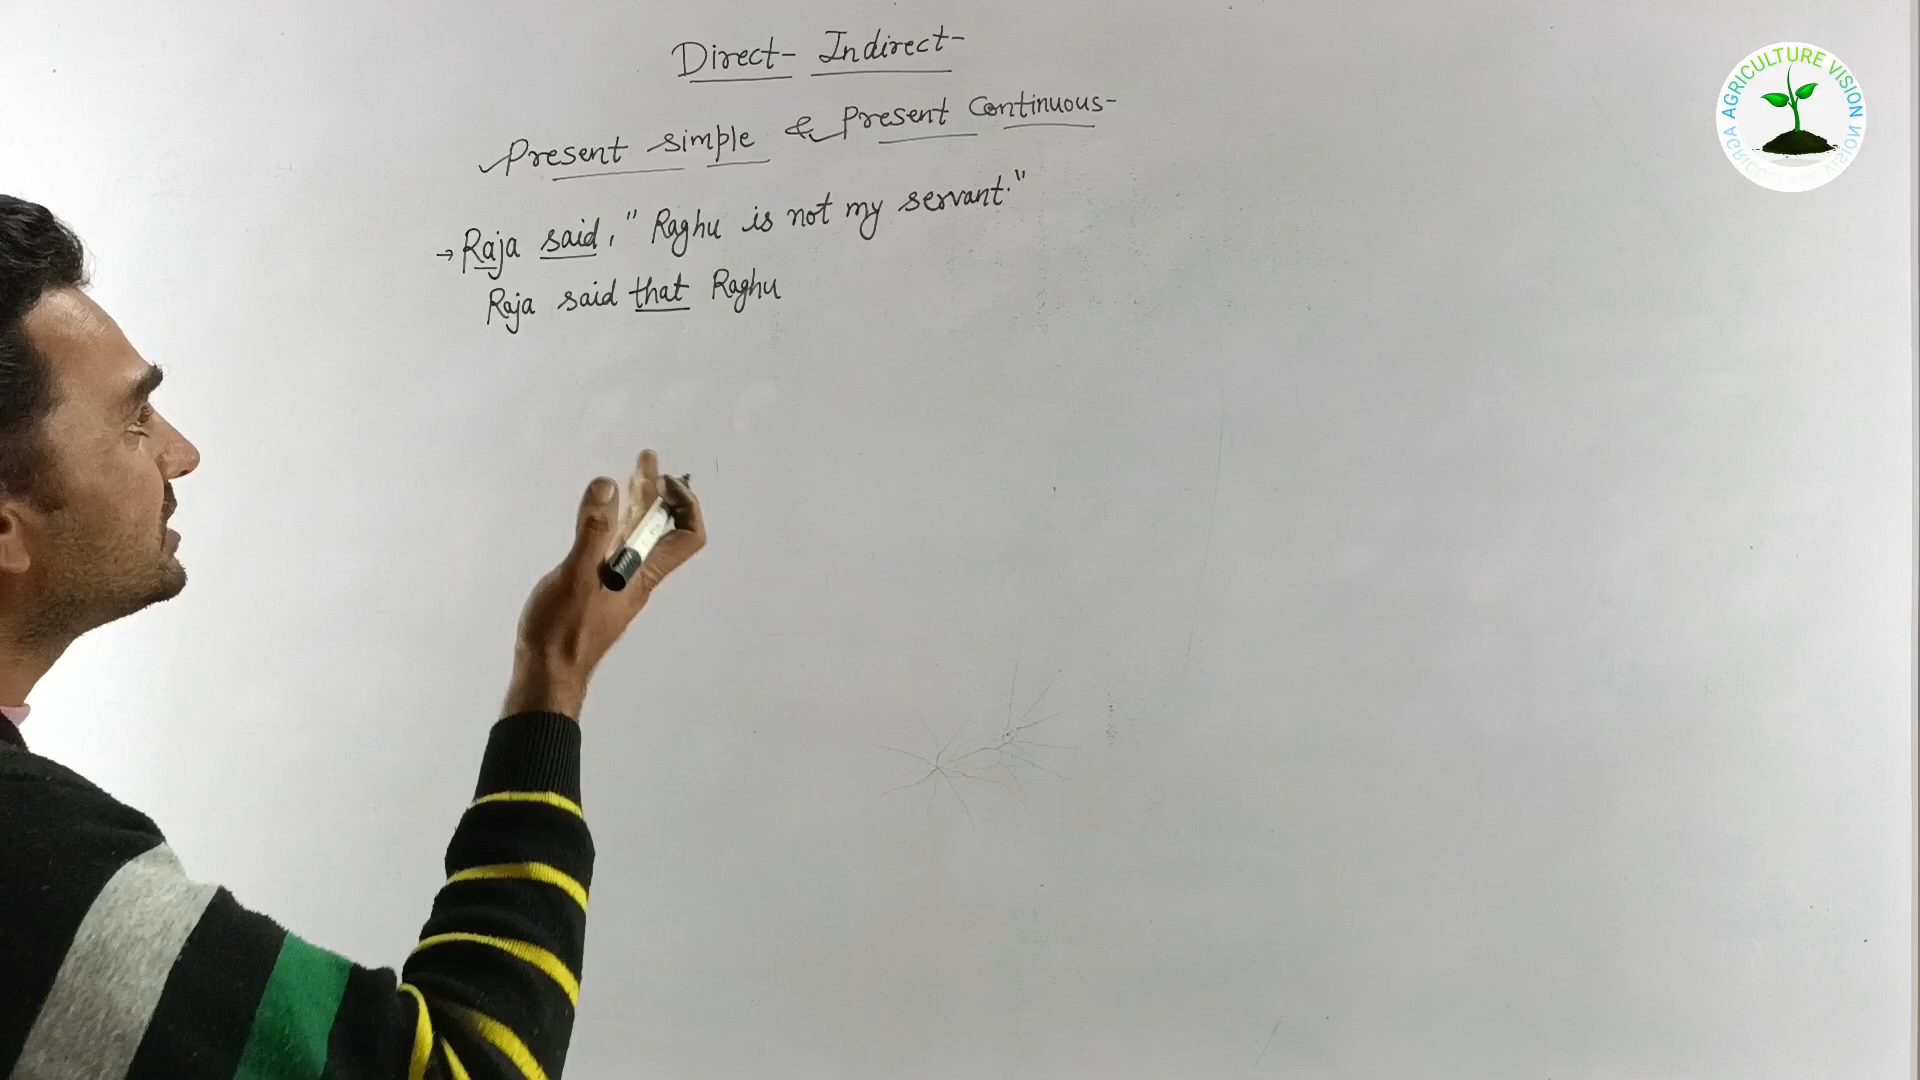 Direct- Indirect-
Present simple & Present Continuous-
→ Raja said, "Raghu is not my servant."
Raja said that Raghu
AGRICULTURE VISION